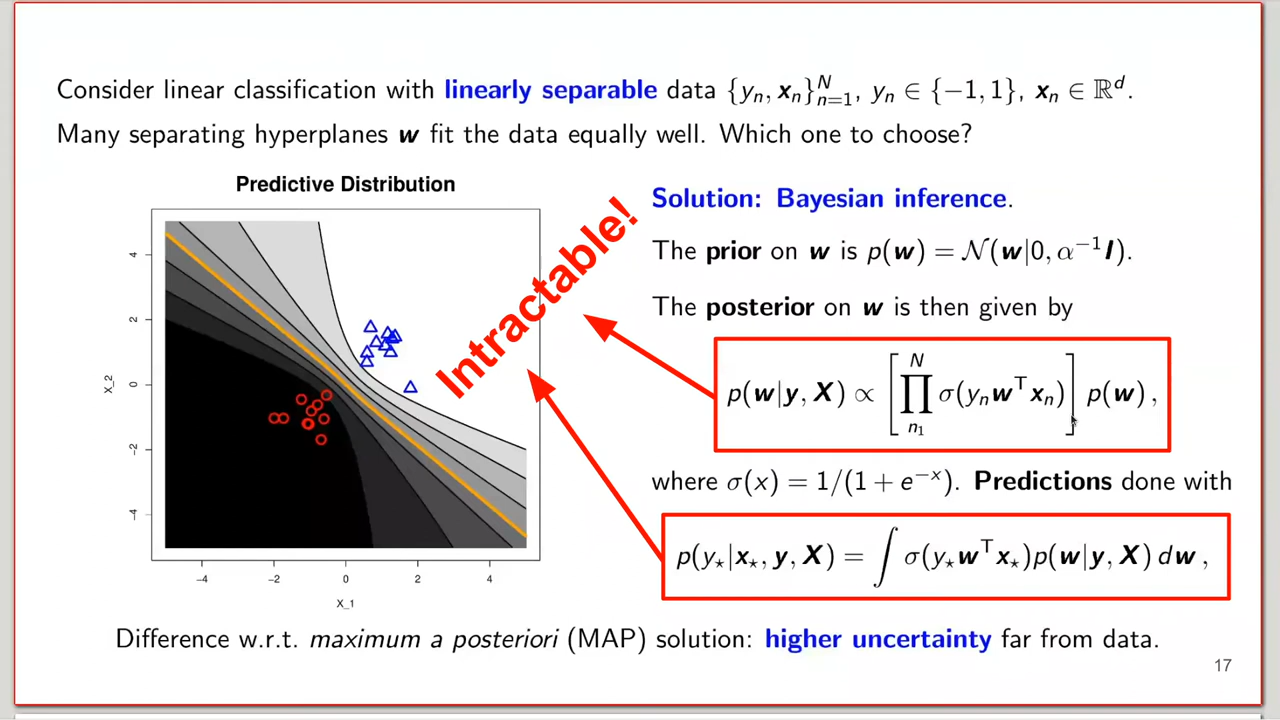 Consider linear classification with linearly separable data {yₙ, xₙ}ᴺₙ₌₁, yₙ ∈ {−1, 1}, xₙ ∈ ℝᵈ.
Many separating hyperplanes w fit the data equally well. Which one to choose?
Predictive Distribution
X_2
4
2
0
−2
−4
−4 −2 0 2 4
X_1
Intractable!
Solution: Bayesian inference.
The prior on w is p(w) = 𝒩(w|0, α⁻¹I).
The posterior on w is then given by
p(w|y, X) ∝ [ ∏ᴺₙ₁ σ(yₙwᵀxₙ) ] p(w) ,
where σ(x) = 1/(1 + e⁻ˣ). Predictions done with
p(y⋆|x⋆, y, X) = ∫ σ(y⋆wᵀx⋆)p(w|y, X) dw ,
Difference w.r.t. maximum a posteriori (MAP) solution: higher uncertainty far from data.
17